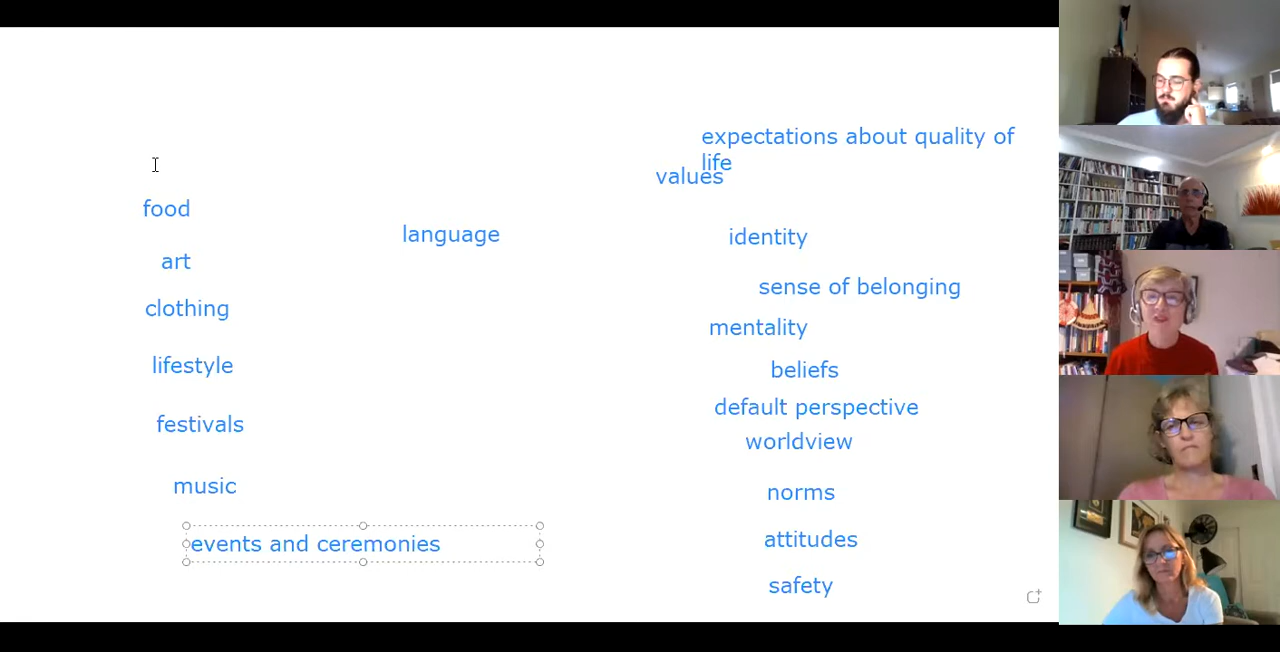 expectations about quality of
life
values
food
language
identity
art
sense of belonging
clothing
mentality
lifestyle
beliefs
default perspective
festivals
worldview
music
norms
events and ceremonies
attitudes
safety